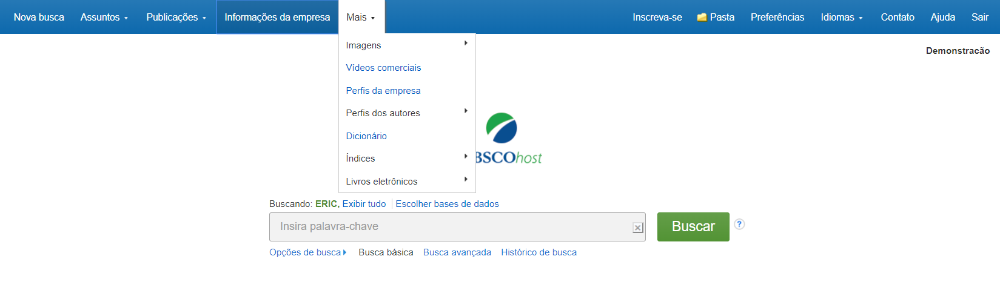 Nova busca Assuntos Publicações Informações da empresa Mais Inscreva-se Pasta Preferências Idiomas Contato Ajuda Sair
Demonstracão
Imagens
Vídeos comerciais
Perfis da empresa
Perfis dos autores
Dicionário
Índices
Livros eletrônicos
BSCOhost
Buscando: ERIC, Exibir tudo Escolher bases de dados
Insira palavra-chave Buscar ?
Opções de busca Busca básica Busca avançada Histórico de busca